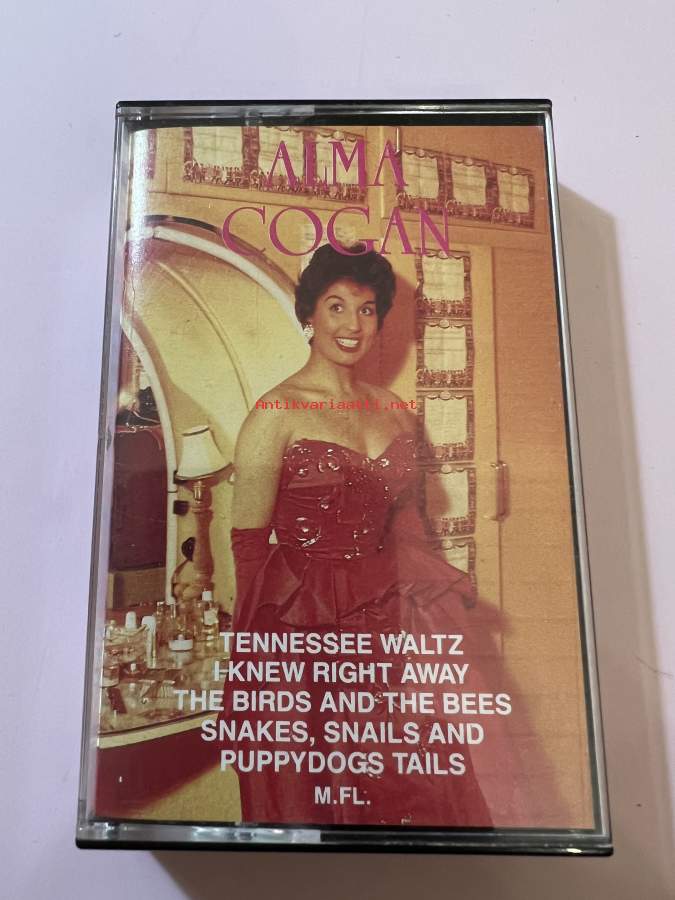 ALMA
COGAN
Antikvariaatti.net
TENNESSEE WALTZ
I KNEW RIGHT AWAY
THE BIRDS AND THE BEES
SNAKES, SNAILS AND
PUPPYDOGS TAILS
M.FL.